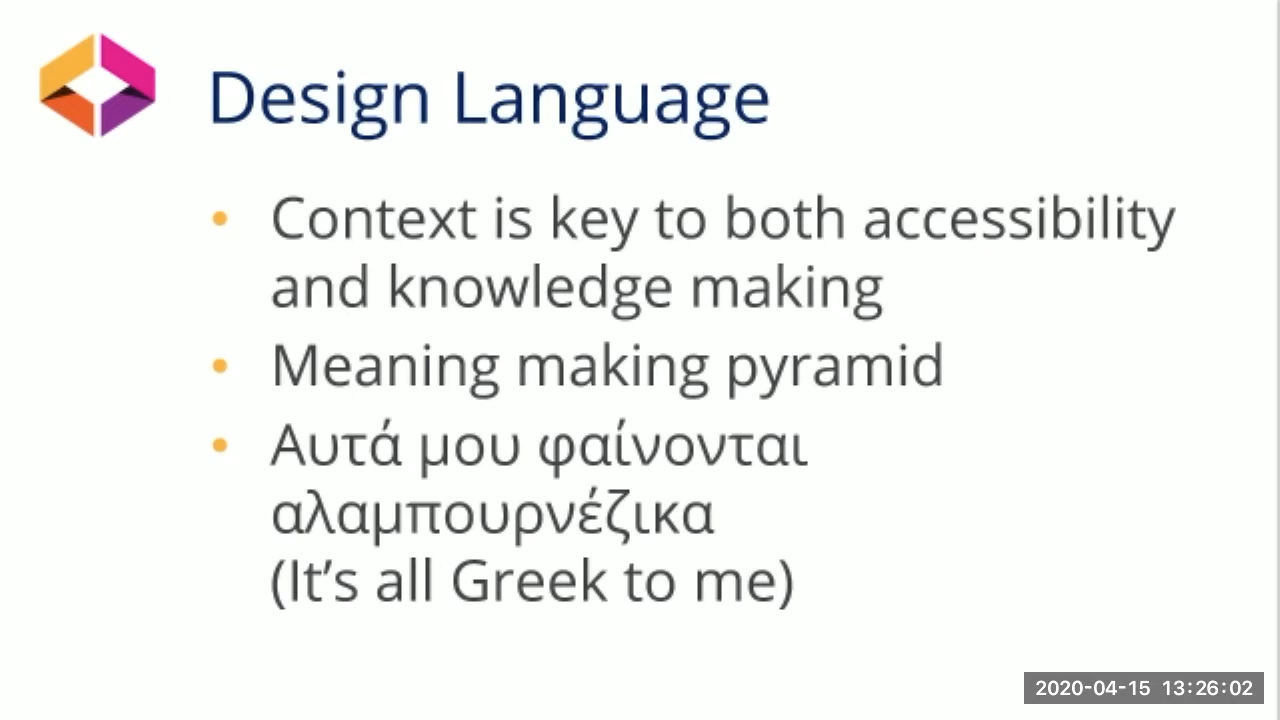 Design Language
• Context is key to both accessibility
and knowledge making
• Meaning making pyramid
• Αυτά μου φαίνονται
αλαμπουρνέζικα
(It’s all Greek to me)
2020-04-15 13:26:02